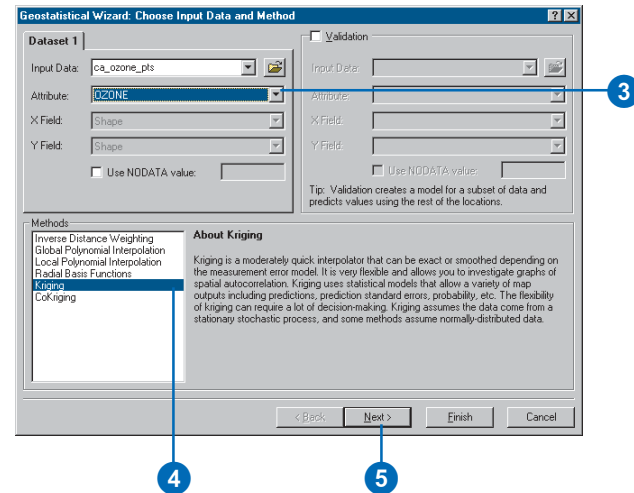 Geostatistical Wizard: Choose Input Data and Method
Dataset 1
Input Data: ca_ozone_pts
Attribute: OZONE
X Field: Shape
Y Field: Shape
Use NODATA value:
Validation
Input Data:
Attribute:
X Field:
Y Field:
Use NODATA value:
Tip: Validation creates a model for a subset of data and
predicts values using the rest of the locations.
3
Methods
Inverse Distance Weighting
Global Polynomial Interpolation
Local Polynomial Interpolation
Radial Basis Functions
Kriging
CoKriging
About Kriging
Kriging is a moderately quick interpolator that can be exact or smoothed depending on
the measurement error model. It is very flexible and allows you to investigate graphs of
spatial autocorrelation. Kriging uses statistical models that allow a variety of map
outputs including predictions, prediction standard errors, probability, etc. The flexibility
of kriging can require a lot of decision-making. Kriging assumes the data come from a
stationary stochastic process, and some methods assume normally-distributed data.
< Back
Next >
Finish
Cancel
4
5